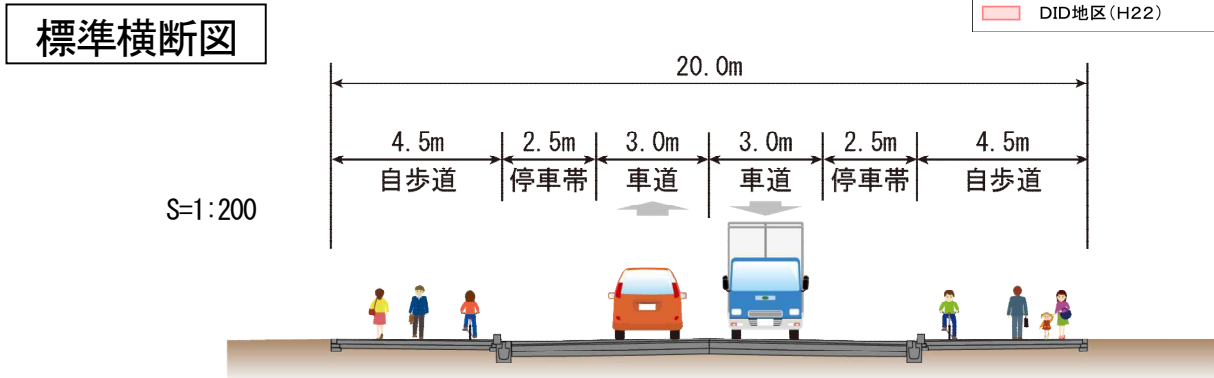 DID地区(H22)
標準横断図
20.0m
4.5m 2.5m 3.0m 3.0m 2.5m 4.5m
自歩道 停車帯 車道 車道 停車帯 自歩道
S=1:200